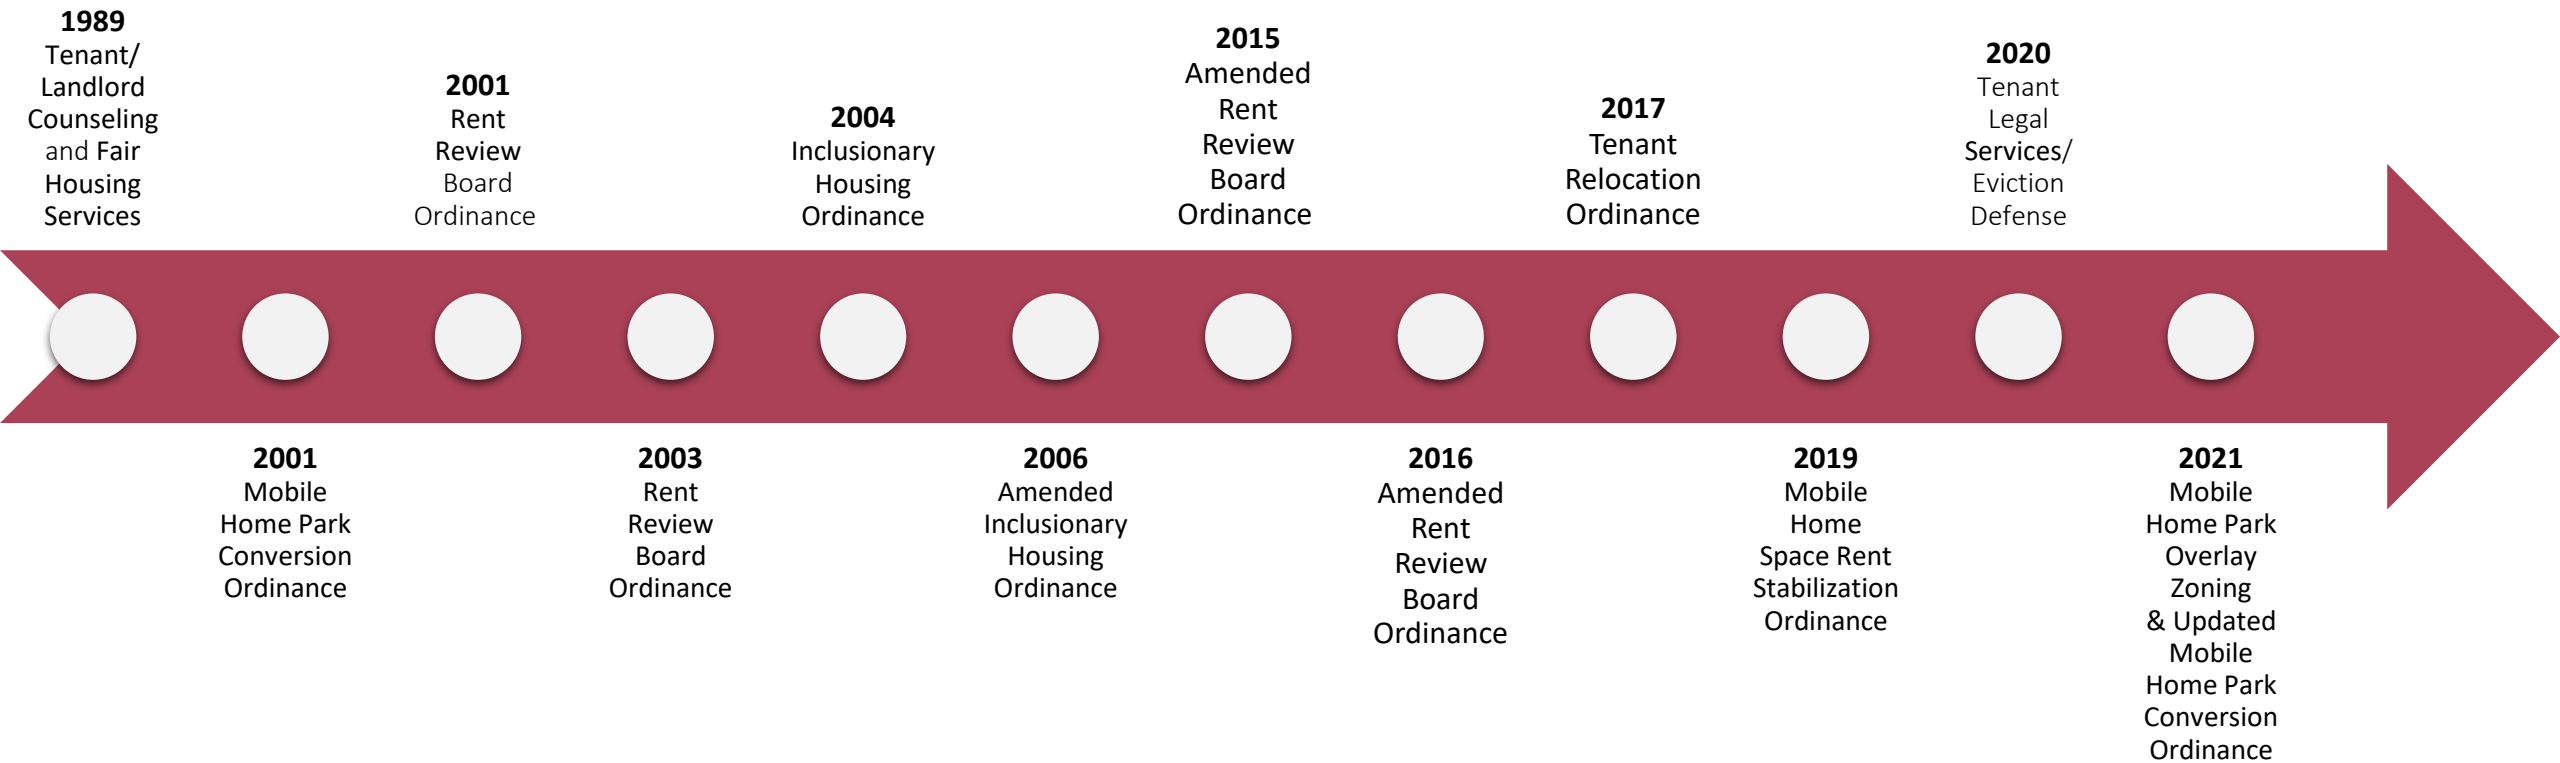 1989
Tenant/
Landlord
Counseling
and Fair
Housing
Services
2001
Mobile
Home Park
Conversion
Ordinance
2001
Rent
Review
Board
Ordinance
2003
Rent
Review
Board
Ordinance
2004
Inclusionary
Housing
Ordinance
2006
Amended
Inclusionary
Housing
Ordinance
2015
Amended
Rent
Review
Board
Ordinance
2016
Amended
Rent
Review
Board
Ordinance
2017
Tenant
Relocation
Ordinance
2019
Mobile
Home
Space Rent
Stabilization
Ordinance
2020
Tenant
Legal
Services/
Eviction
Defense
2021
Mobile
Home Park
Overlay
Zoning
& Updated
Mobile
Home Park
Conversion
Ordinance